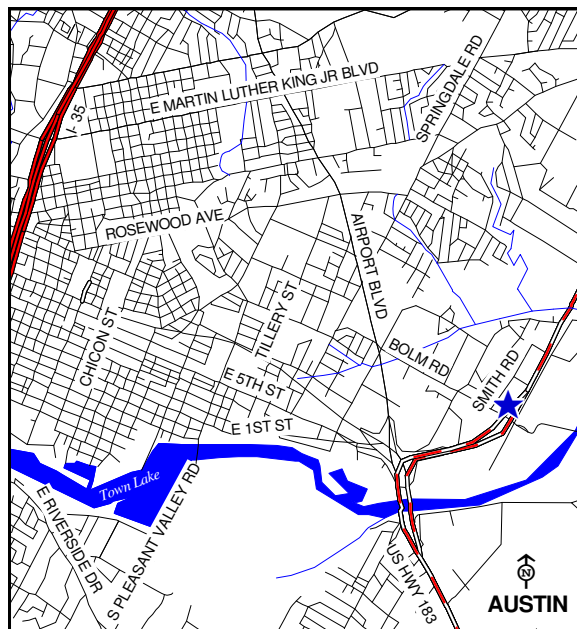 E MARTIN LUTHER KING JR BLVD
SPRINGDALE RD
I- 35
ROSEWOOD AVE
AIRPORT BLVD
TILLERY ST
CHICON ST
BOLM RD
SMITH RD
E 5TH ST
E 1ST ST
Town Lake
E RIVERSIDE DR
S PLEASANT VALLEY RD
US HWY 183
N
AUSTIN